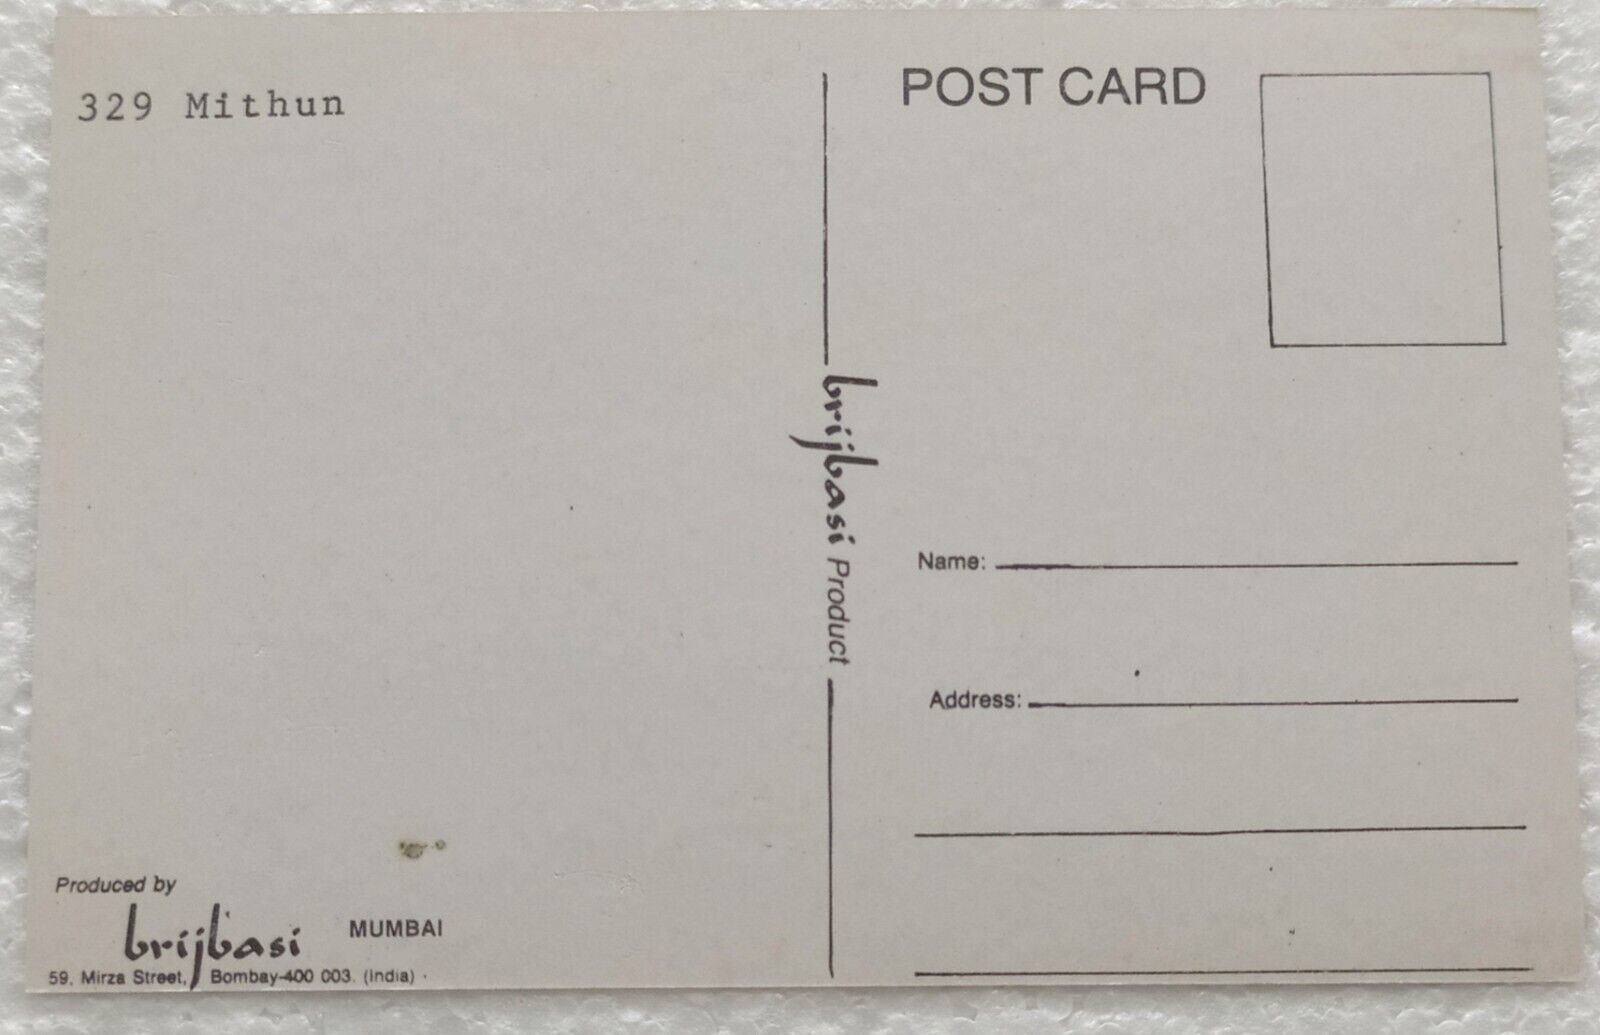 329 Mithun
POST CARD
brijbasi Product
Name:
Address:
Produced by
brijbasi MUMBAI
59, Mirza Street, Bombay-400 003. (India)